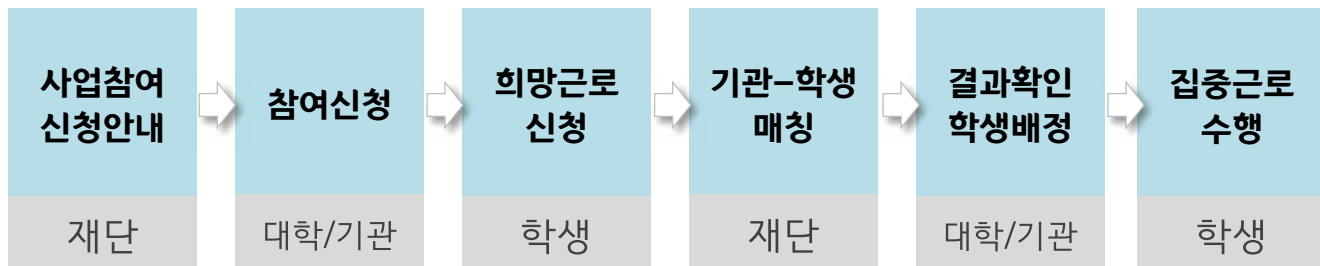 사업참여
신청안내
재단
참여신청
대학/기관
희망근로
신청
학생
기관-학생
매칭
재단
결과확인
학생배정
대학/기관
집중근로
수행
학생